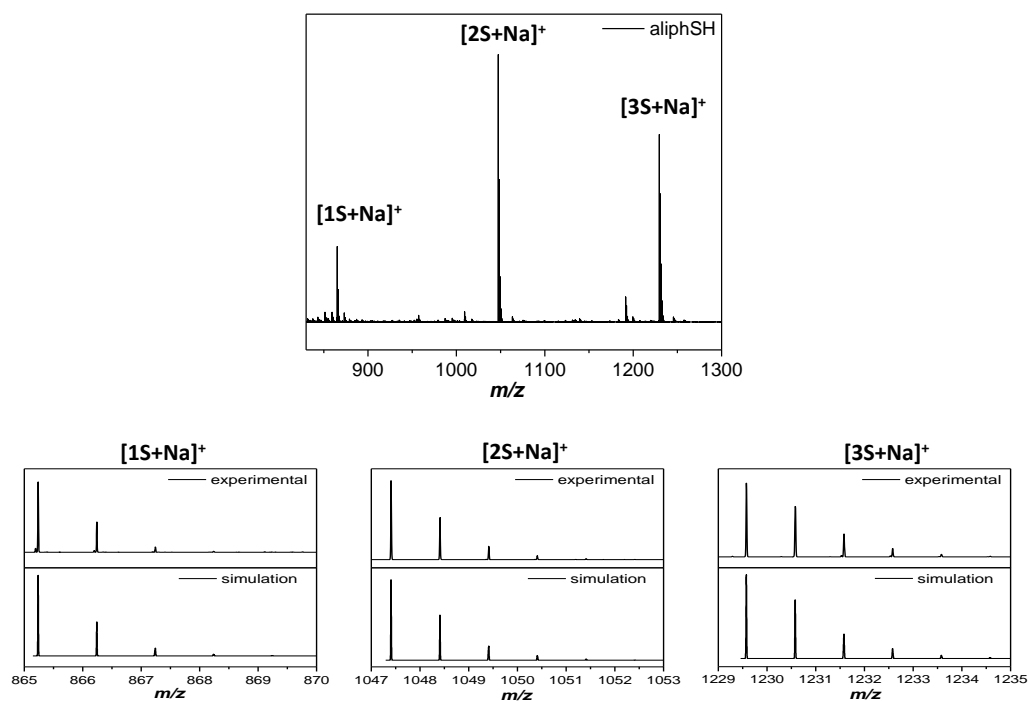 [2S+Na]+
aliphSH
[3S+Na]+
[1S+Na]+
900 1000 1100 1200 1300
m/z
[1S+Na]+ [2S+Na]+ [3S+Na]+
experimental experimental experimental
simulation simulation simulation
865 866 867 868 869 870 1047 1048 1049 1050 1051 1052 1053 1229 1230 1231 1232 1233 1234 1235
m/z m/z m/z